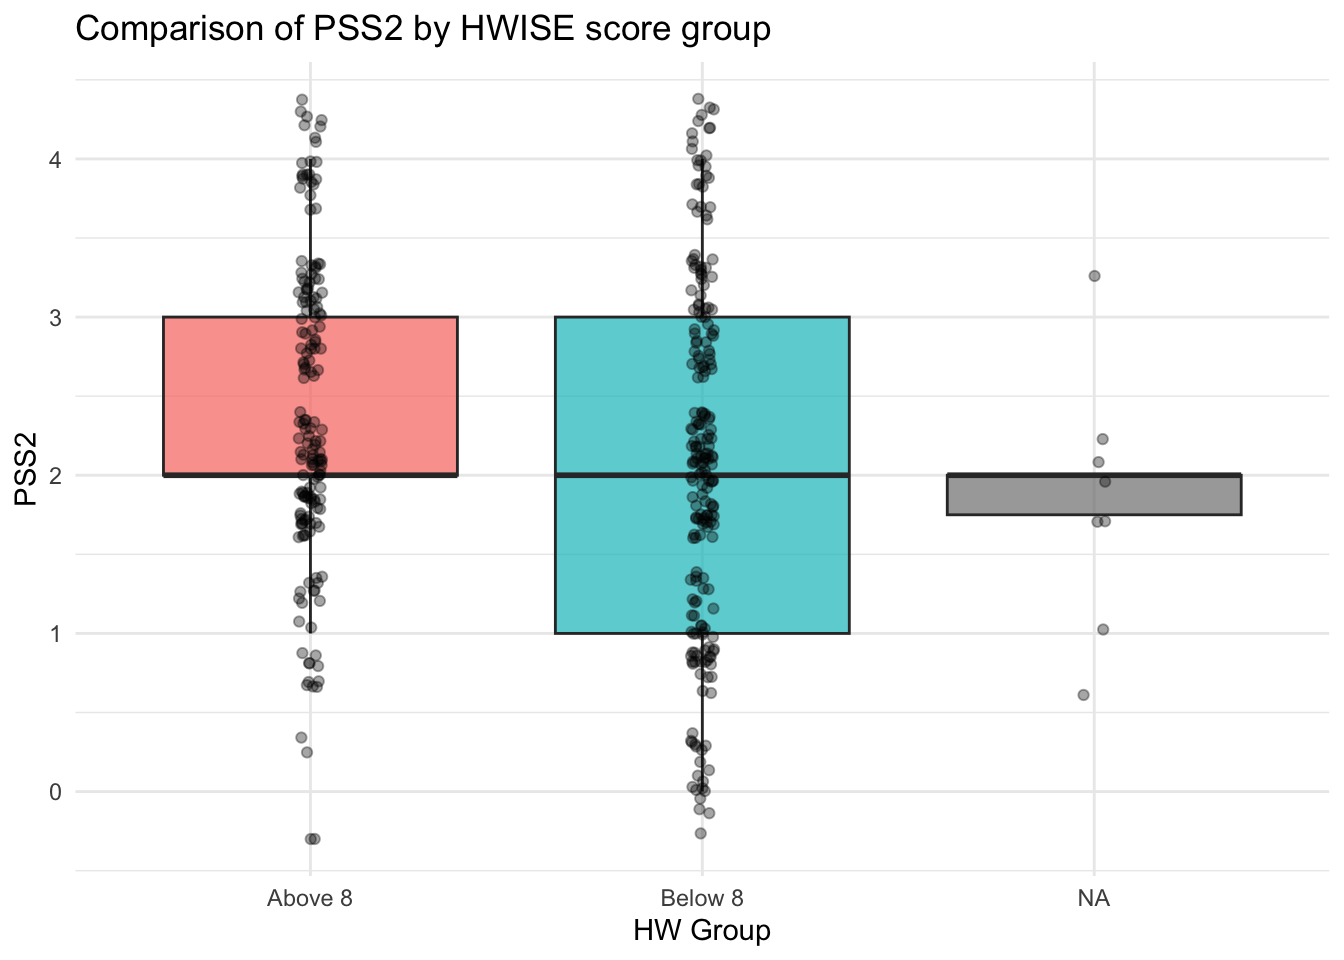 Comparison of PSS2 by HWISE score group
PSS2
4
3
2
1
0
Above 8
Below 8
NA
HW Group